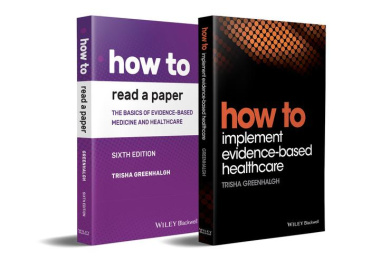 how to
read a paper
GREENHALGH
SIXTH EDITION
how to
read a paper
THE BASICS OF EVIDENCE-BASED
MEDICINE AND HEALTHCARE
SIXTH EDITION
TRISHA GREENHALGH
WILEY Blackwell
how to
implement evidence-based healthcare
GREENHALGH
how to
implement
evidence-based
healthcare
TRISHA GREENHALGH
WILEY Blackwell